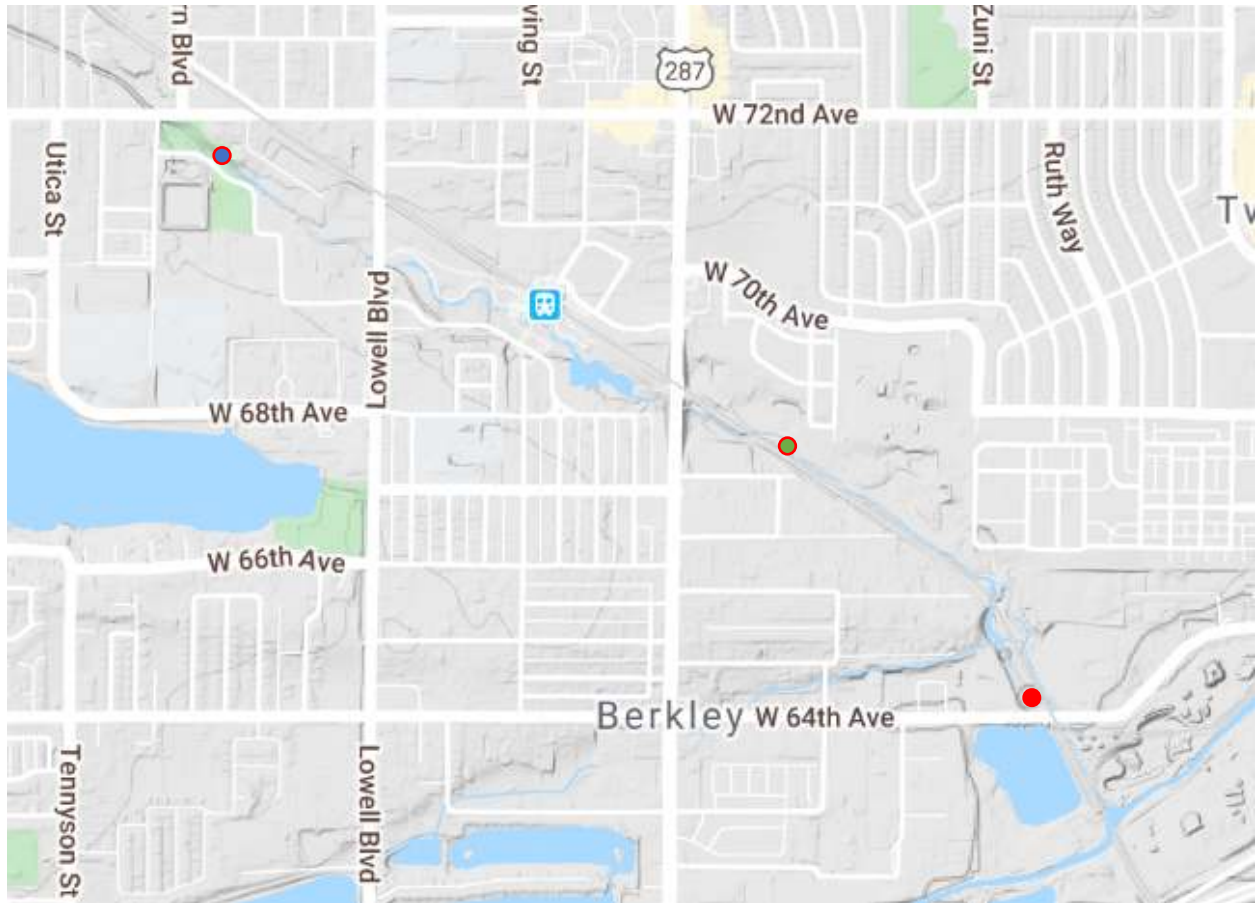 rn Blvd
ving St
Zuni St
287
W 72nd Ave
Utica St
Ruth Way
Tw
Lowell Blvd
W 70th Ave
W 68th Ave
W 66th Ave
Berkley
W 64th Ave
Tennyson St
Lowell Blvd